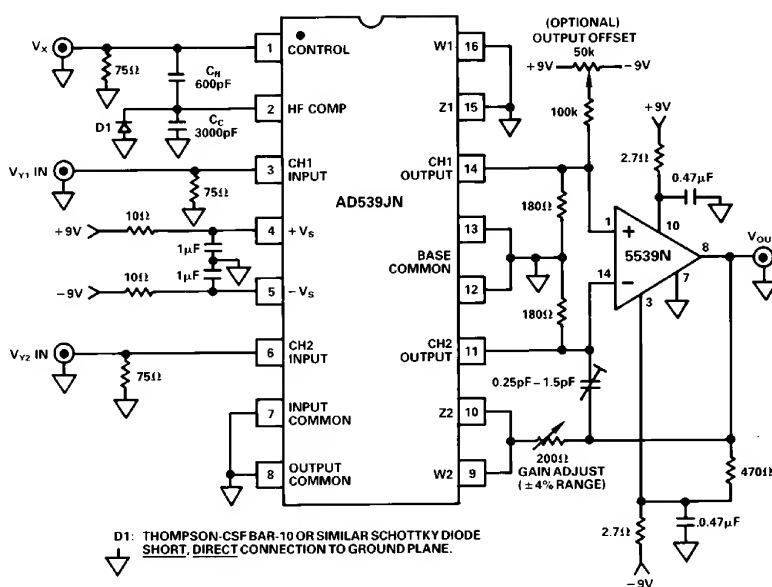 (OPTIONAL)
OUTPUT OFFSET
50k
+9V
−9V
100k
VX
75Ω
CH
600pF
1
CONTROL
W1
16
D1
CC
3000pF
2
HF COMP
Z1
15
+9V
2.7Ω
0.47µF
VY1 IN
75Ω
3
CH1
INPUT
CH1
OUTPUT
14
180Ω
1
+
10
AD539JN
+9V
10Ω
1µF
4
+VS
13
BASE
COMMON
5539N
8
VOUT
−9V
10Ω
1µF
5
−VS
12
180Ω
14
−
3
7
VY2 IN
75Ω
6
CH2
INPUT
CH2
OUTPUT
11
0.25pF–1.5pF
7
INPUT
COMMON
Z2
10
200Ω
GAIN ADJUST
(±4% RANGE)
470Ω
8
OUTPUT
COMMON
W2
9
2.7Ω
0.47µF
−9V
D1: THOMPSON-CSF BAR-10 OR SIMILAR SCHOTTKY DIODE
SHORT, DIRECT CONNECTION TO GROUND PLANE.